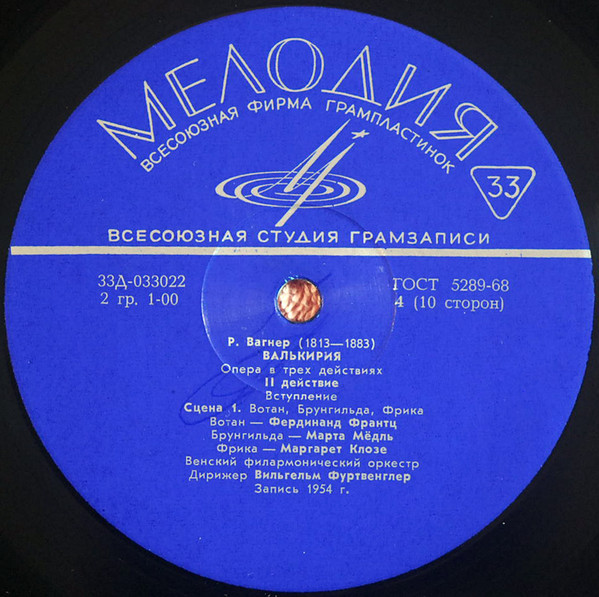 МЕЛОДИЯ
ВСЕСОЮЗНАЯ ФИРМА ГРАМПЛАСТИНОК
33
ВСЕСОЮЗНАЯ СТУДИЯ ГРАМЗАПИСИ
33Д-033022
ГОСТ 5289-68
2 гр. 1-00
4 (10 сторон)
Р. Вагнер (1813—1883)
ВАЛЬКИРИЯ
Опера в трех действиях
II действие
Вступление
Сцена 1. Вотан, Брунгильда, Фрика
Вотан — Фердинанд Франтц
Брунгильда — Марта Мёдль
Фрика — Маргарет Клозе
Венский филармонический оркестр
Дирижер Вильгельм Фуртвенглер
Запись 1954 г.